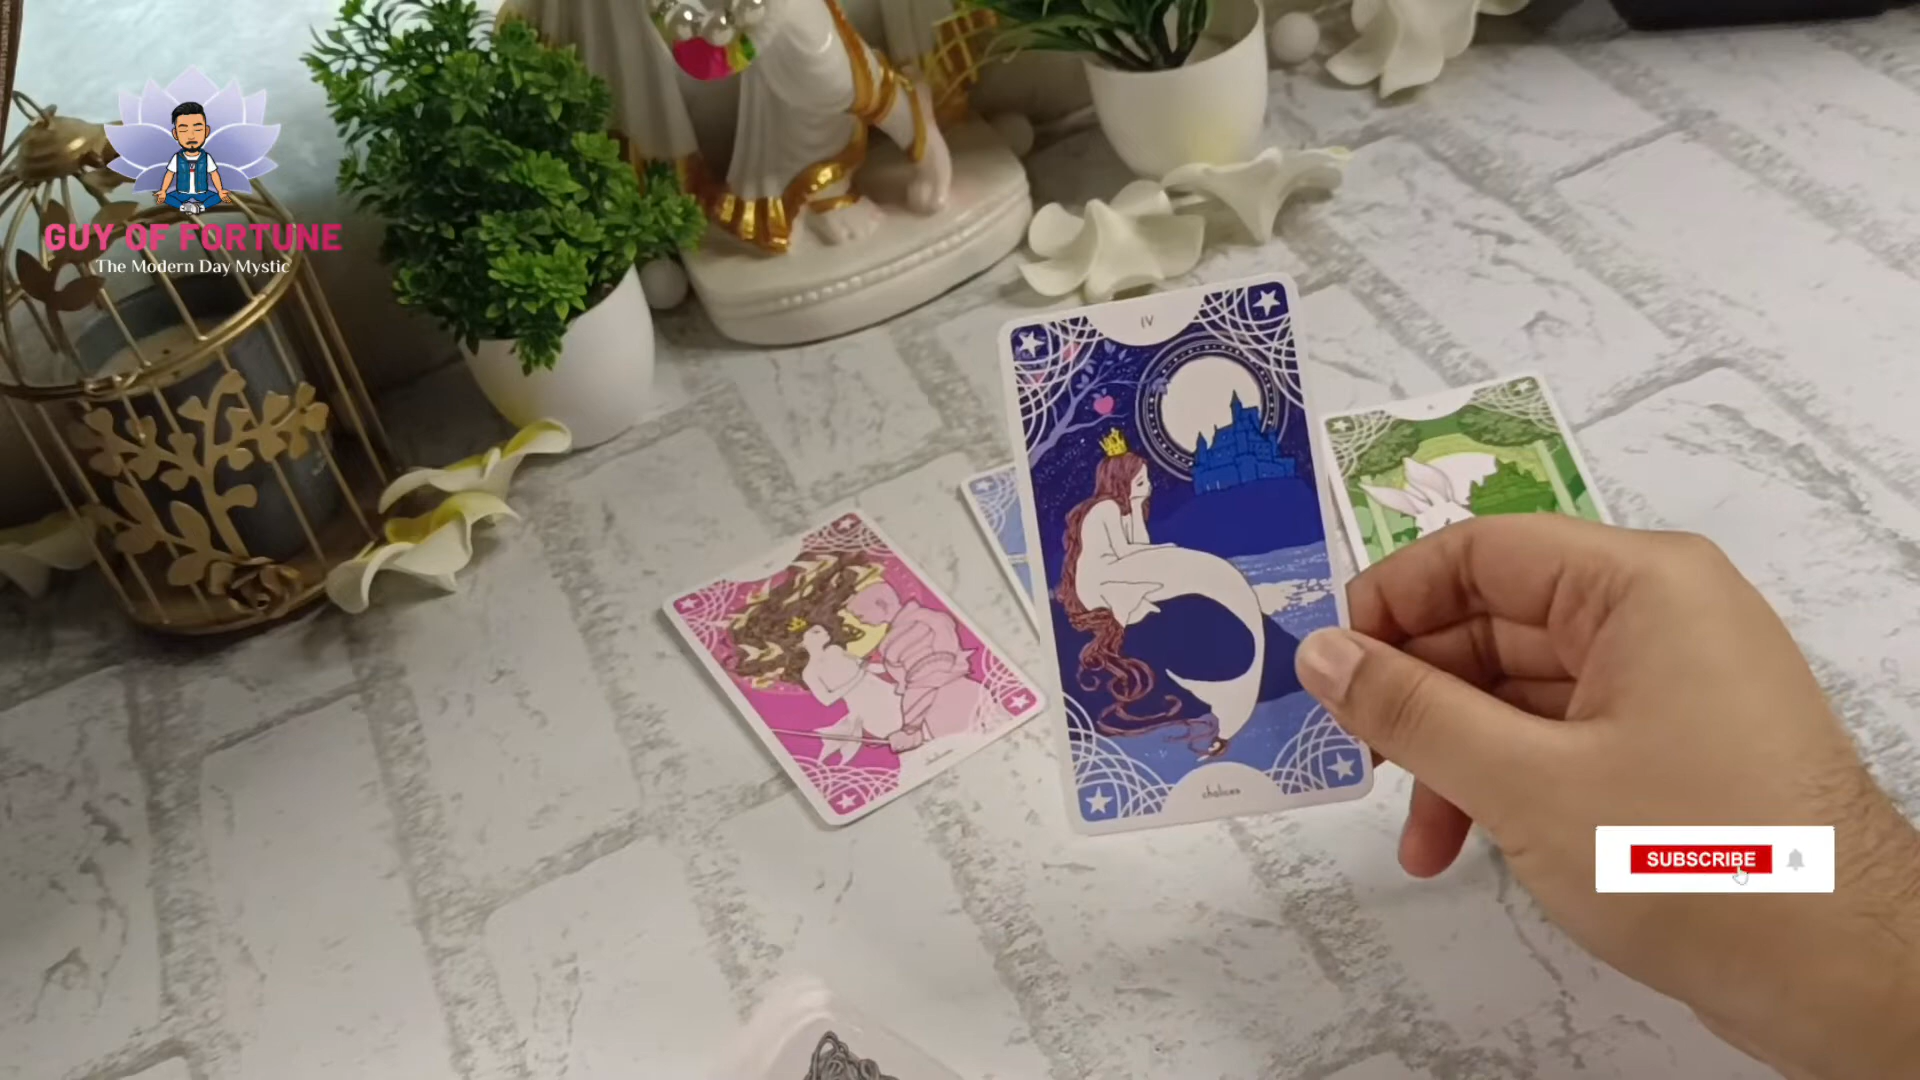 GUY OF FORTUNE
The Modern Day Mystic
IV
chalices
SUBSCRIBE